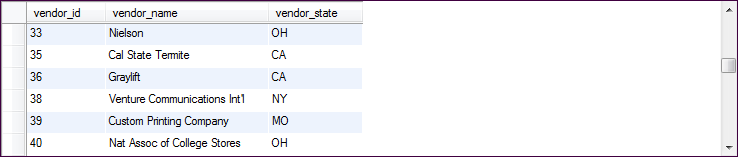 vendor_id vendor_name vendor_state
33 Nielson OH
35 Cal State Termite CA
36 Graylift CA
38 Venture Communications Int'l NY
39 Custom Printing Company MO
40 Nat Assoc of College Stores OH